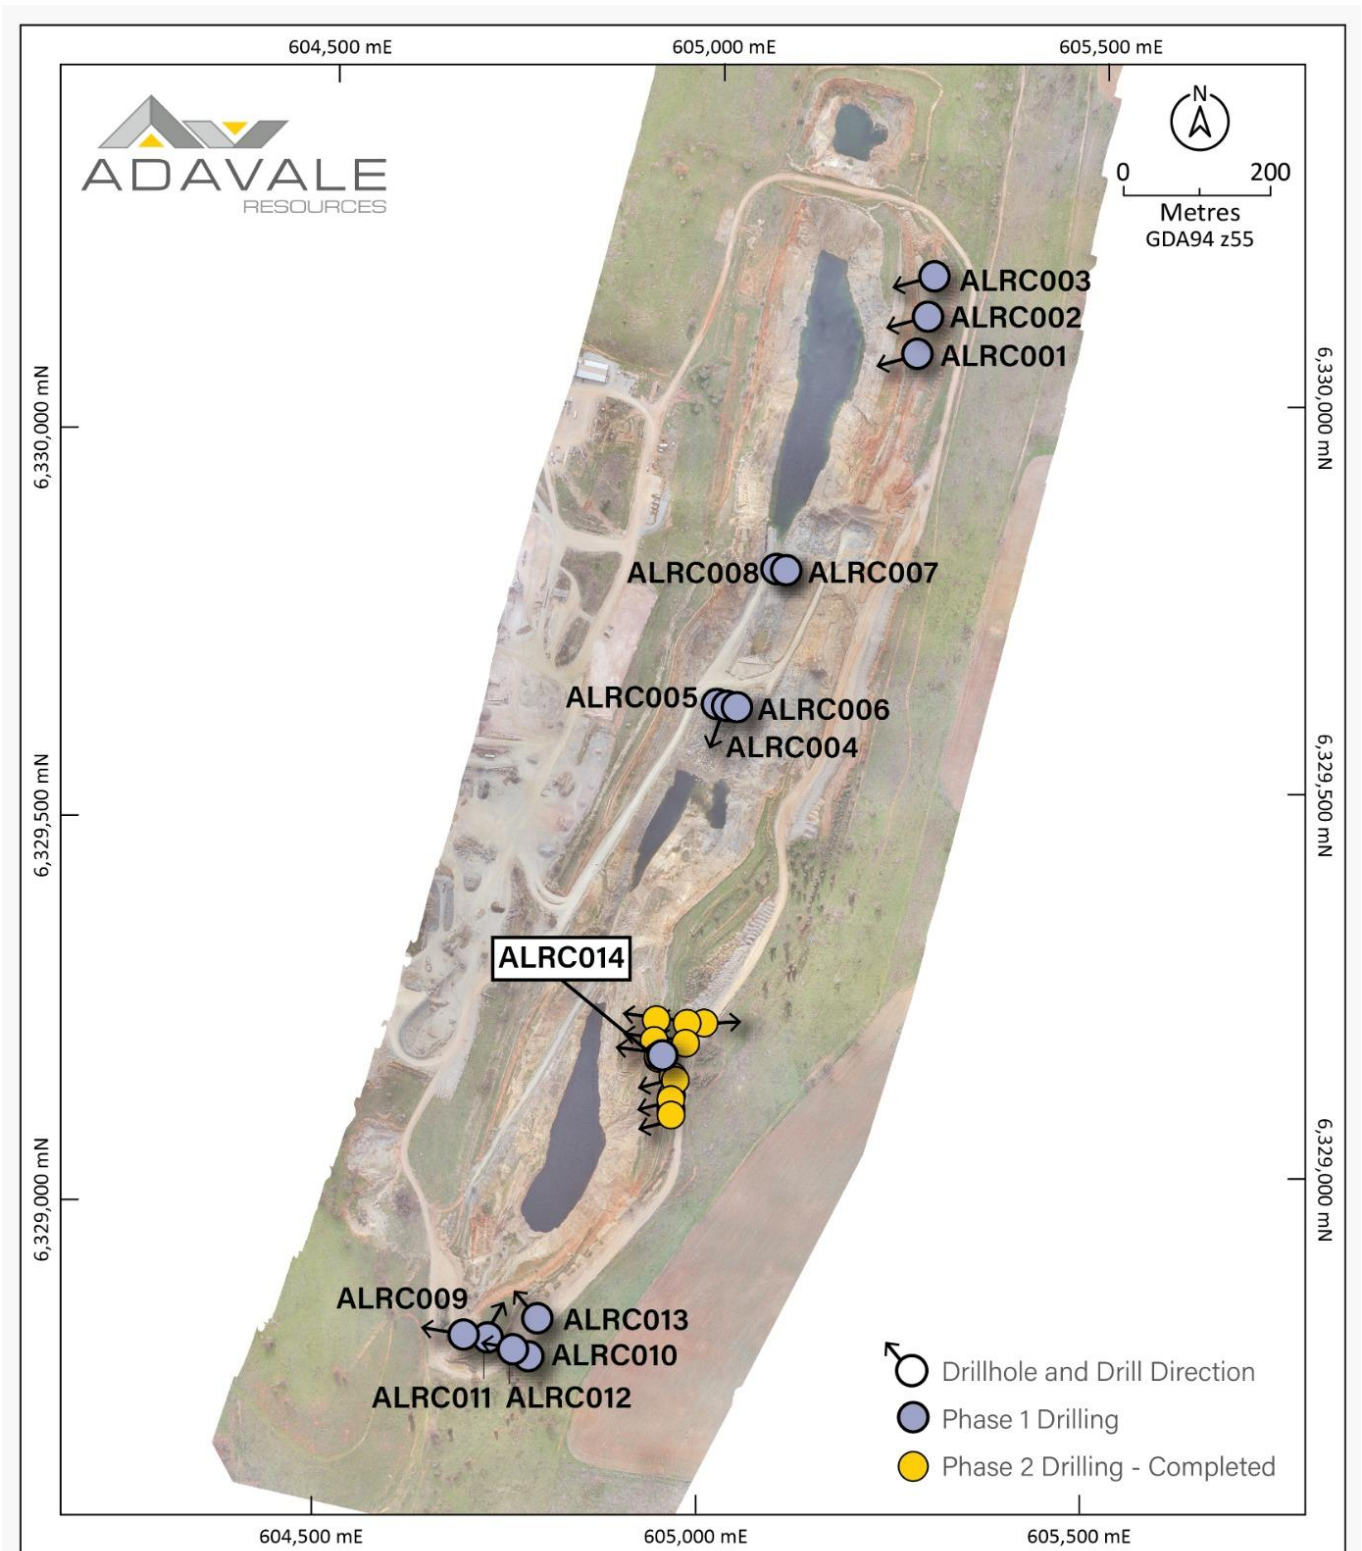 604,500 mE
605,000 mE
605,500 mE
ADAVALE
RESOURCES
N
0
200
Metres
GDA94 z55
ALRC003
ALRC002
ALRC001
6,330,000 mN
6,330,000 mN
ALRC008
ALRC007
ALRC005
ALRC006
ALRC004
6,329,500 mN
6,329,500 mN
ALRC014
6,329,000 mN
6,329,000 mN
ALRC009
ALRC013
ALRC010
ALRC011
ALRC012
Drillhole and Drill Direction
Phase 1 Drilling
Phase 2 Drilling - Completed
604,500 mE
605,000 mE
605,500 mE